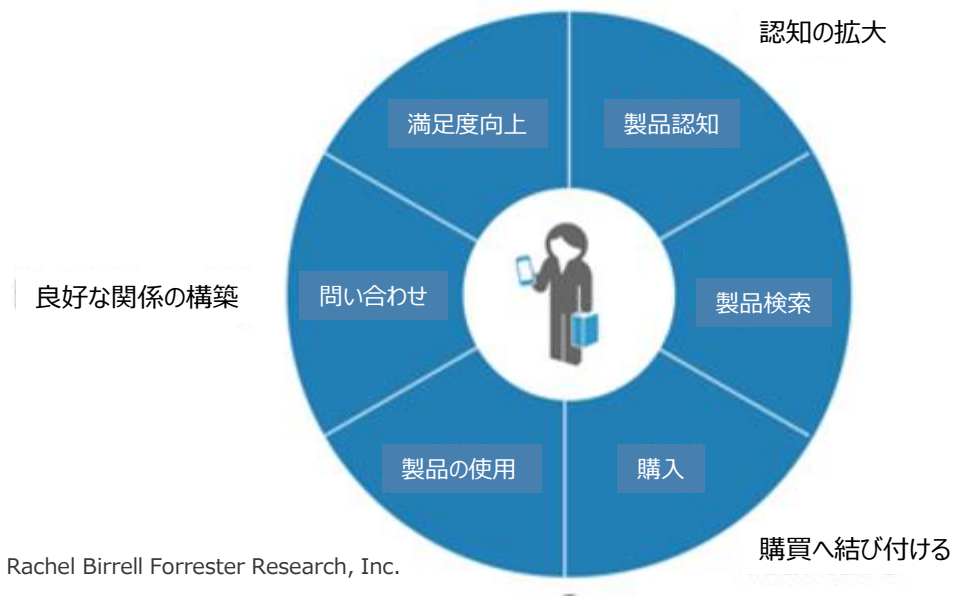 認知の拡大
満足度向上
製品認知
良好な関係の構築
問い合わせ
製品検索
製品の使用
購入
購買へ結び付ける
Rachel Birrell Forrester Research, Inc.